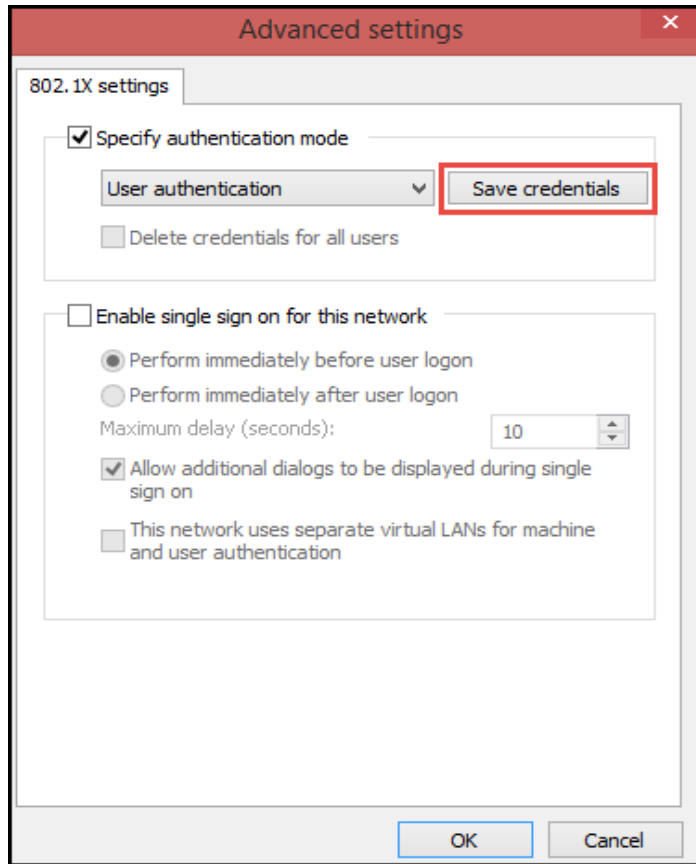 Advanced settings
802.1X settings
Specify authentication mode
User authentication
Save credentials
Delete credentials for all users
Enable single sign on for this network
Perform immediately before user logon
Perform immediately after user logon
Maximum delay (seconds):
10
Allow additional dialogs to be displayed during single
sign on
This network uses separate virtual LANs for machine
and user authentication
OK
Cancel